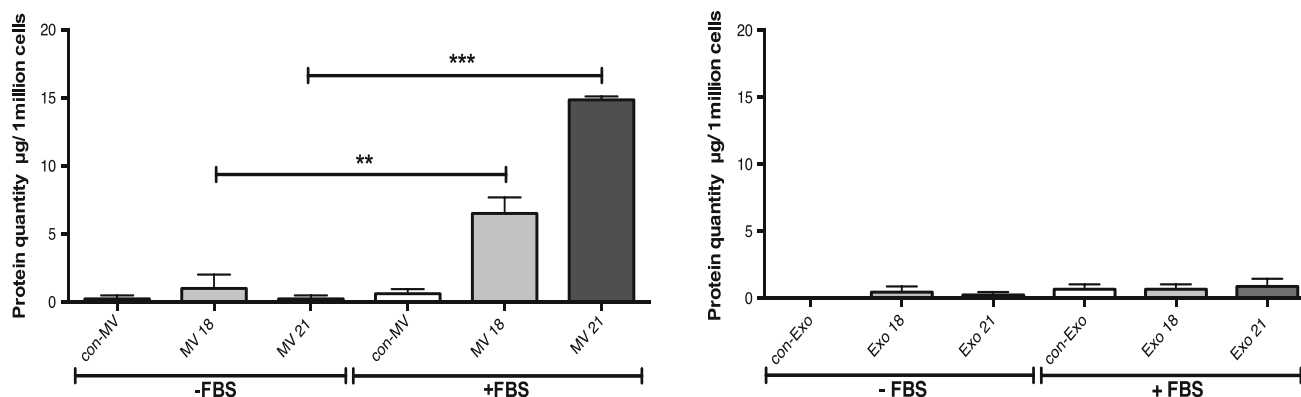 Protein quantity µg/ 1million cells
20
15
10
5
0
***
**
con-MV
MV 18
MV 21
con-MV
MV 18
MV 21
-FBS
+FBS
Protein quantity µg/ 1million cells
20
15
10
5
0
con-Exo
Exo 18
Exo 21
con-Exo
Exo 18
Exo 21
- FBS
+ FBS